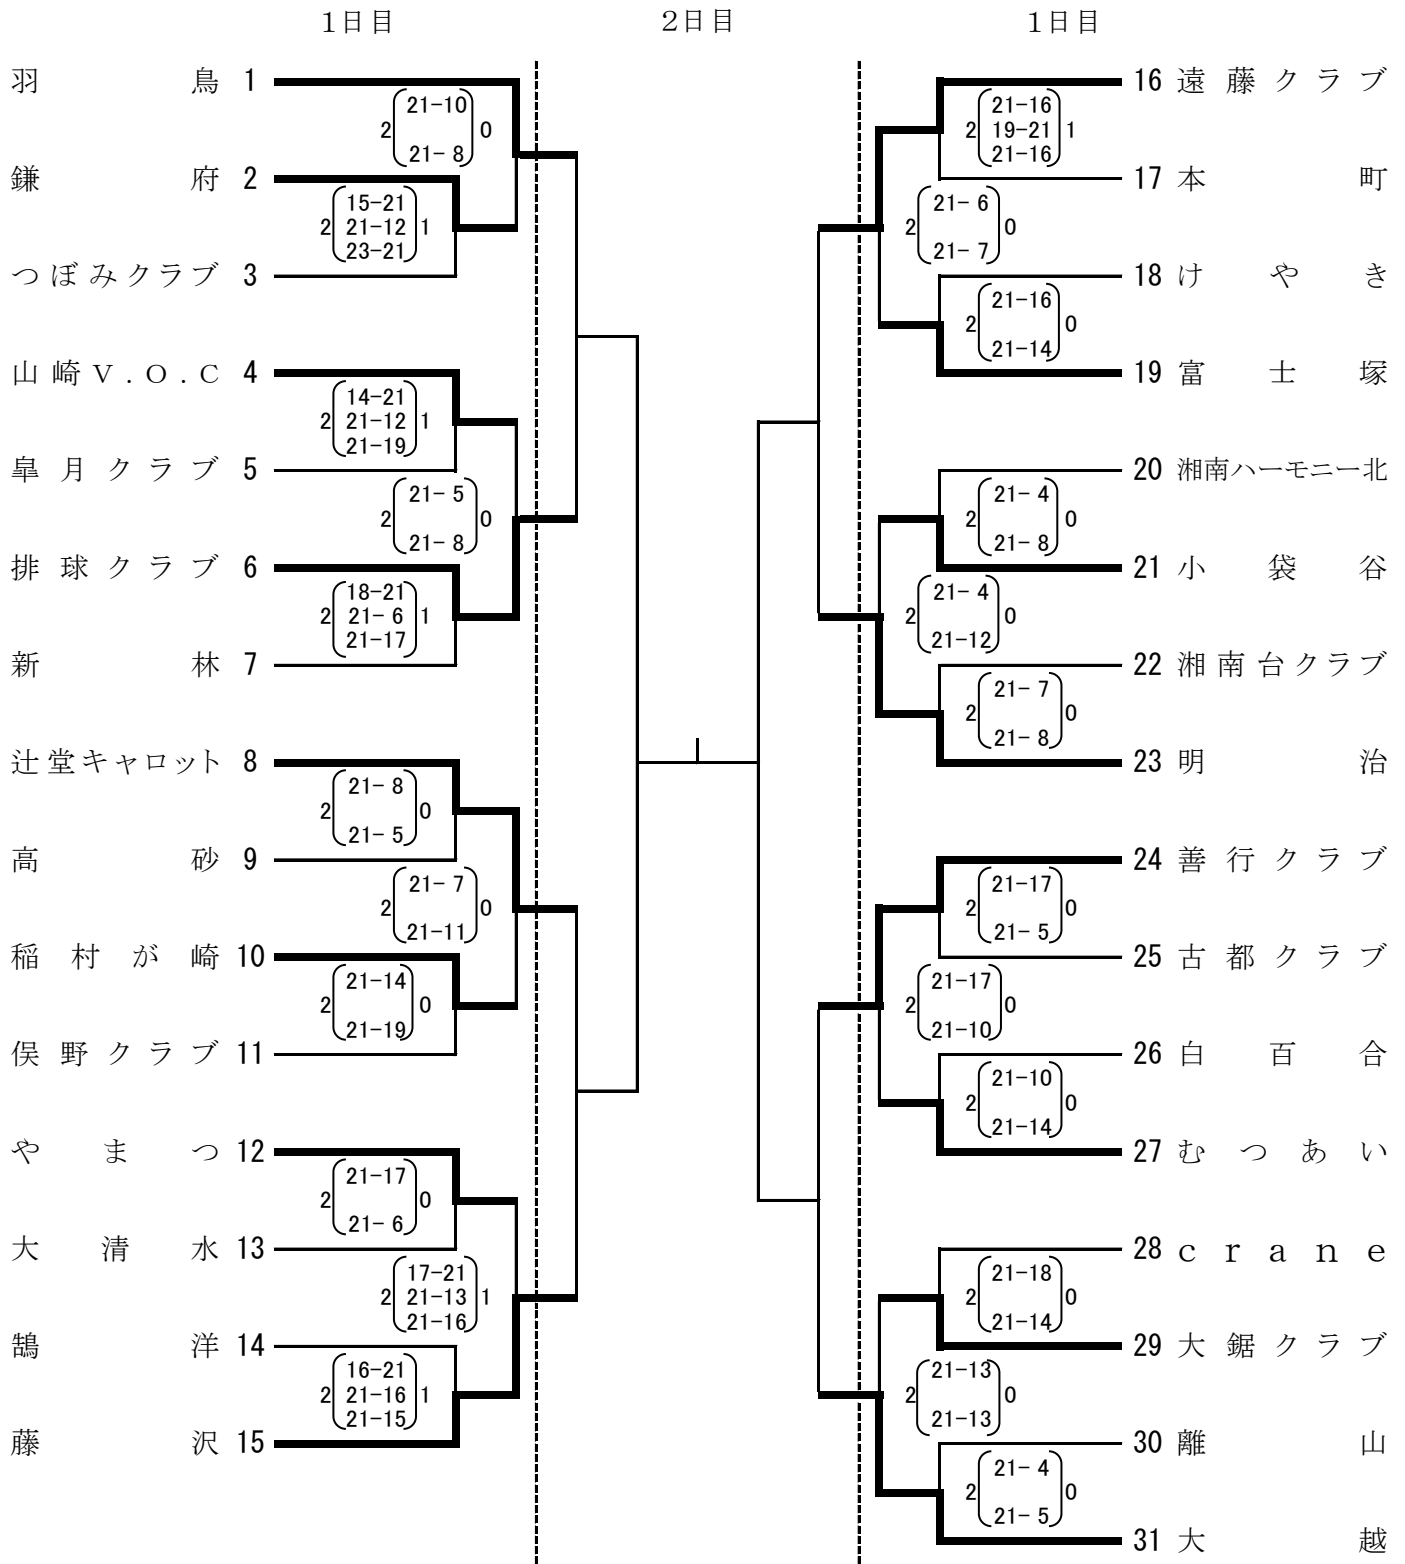 1日目 2日目 1日目
羽鳥 1
21-10
2 0
21- 8
鎌府 2
15-21
2 21-12 1
23-21
つぼみクラブ 3
山崎V.O.C 4
14-21
2 21-12 1
21-19
皐月クラブ 5
21- 5
2 0
21- 8
排球クラブ 6
18-21
2 21- 6 1
21-17
新林 7
辻堂キャロット 8
21- 8
2 0
21- 5
高砂 9
21- 7
2 0
21-11
稲村が崎 10
21-14
2 0
21-19
俣野クラブ 11
やまつ 12
21-17
2 0
21- 6
大清水 13
17-21
2 21-13 1
21-16
鵠洋 14
16-21
2 21-16 1
21-15
藤沢 15
16 遠藤クラブ
21-16
2 19-21 1
21-16
17 本町
21- 6
2 0
21- 7
18 けやき
21-16
2 0
21-14
19 富士塚
20 湘南ハーモニー北
21- 4
2 0
21- 8
21 小袋谷
21- 4
2 0
21-12
22 湘南台クラブ
21- 7
2 0
21- 8
23 明治
24 善行クラブ
21-17
2 0
21- 5
25 古都クラブ
21-17
2 0
21-10
26 白百合
21-10
2 0
21-14
27 むつあい
28 crane
21-18
2 0
21-14
29 大鋸クラブ
21-13
2 0
21-13
30 離山
21- 4
2 0
21- 5
31 大越